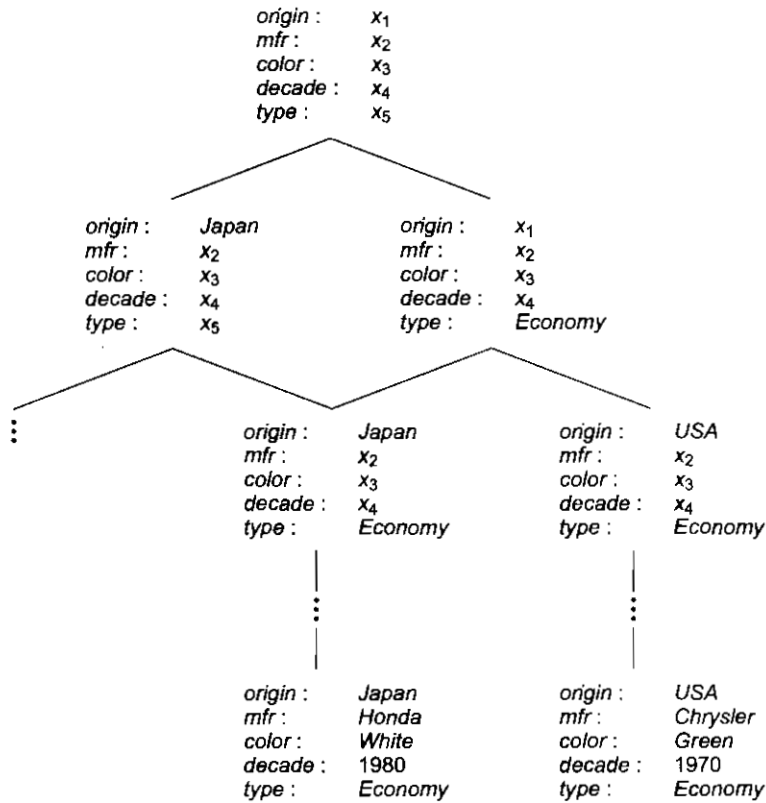 origin : x₁
mfr : x₂
color : x₃
decade : x₄
type : x₅
origin : Japan
mfr : x₂
color : x₃
decade : x₄
type : x₅
origin : x₁
mfr : x₂
color : x₃
decade : x₄
type : Economy
origin : Japan
mfr : x₂
color : x₃
decade : x₄
type : Economy
origin : USA
mfr : x₂
color : x₃
decade : x₄
type : Economy
origin : Japan
mfr : Honda
color : White
decade : 1980
type : Economy
origin : USA
mfr : Chrysler
color : Green
decade : 1970
type : Economy